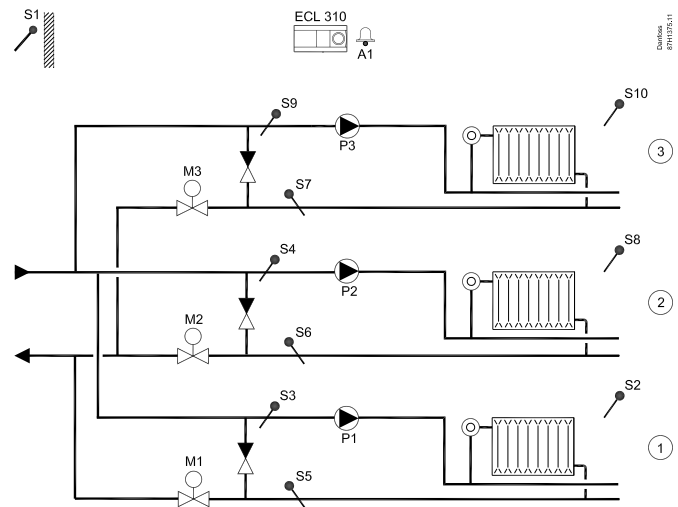 S1
ECL 310
A1
Danfoss
87H1375.11
S9
S10
P3
3
M3
S7
S4
S8
P2
2
M2
S6
S3
S2
P1
1
M1
S5